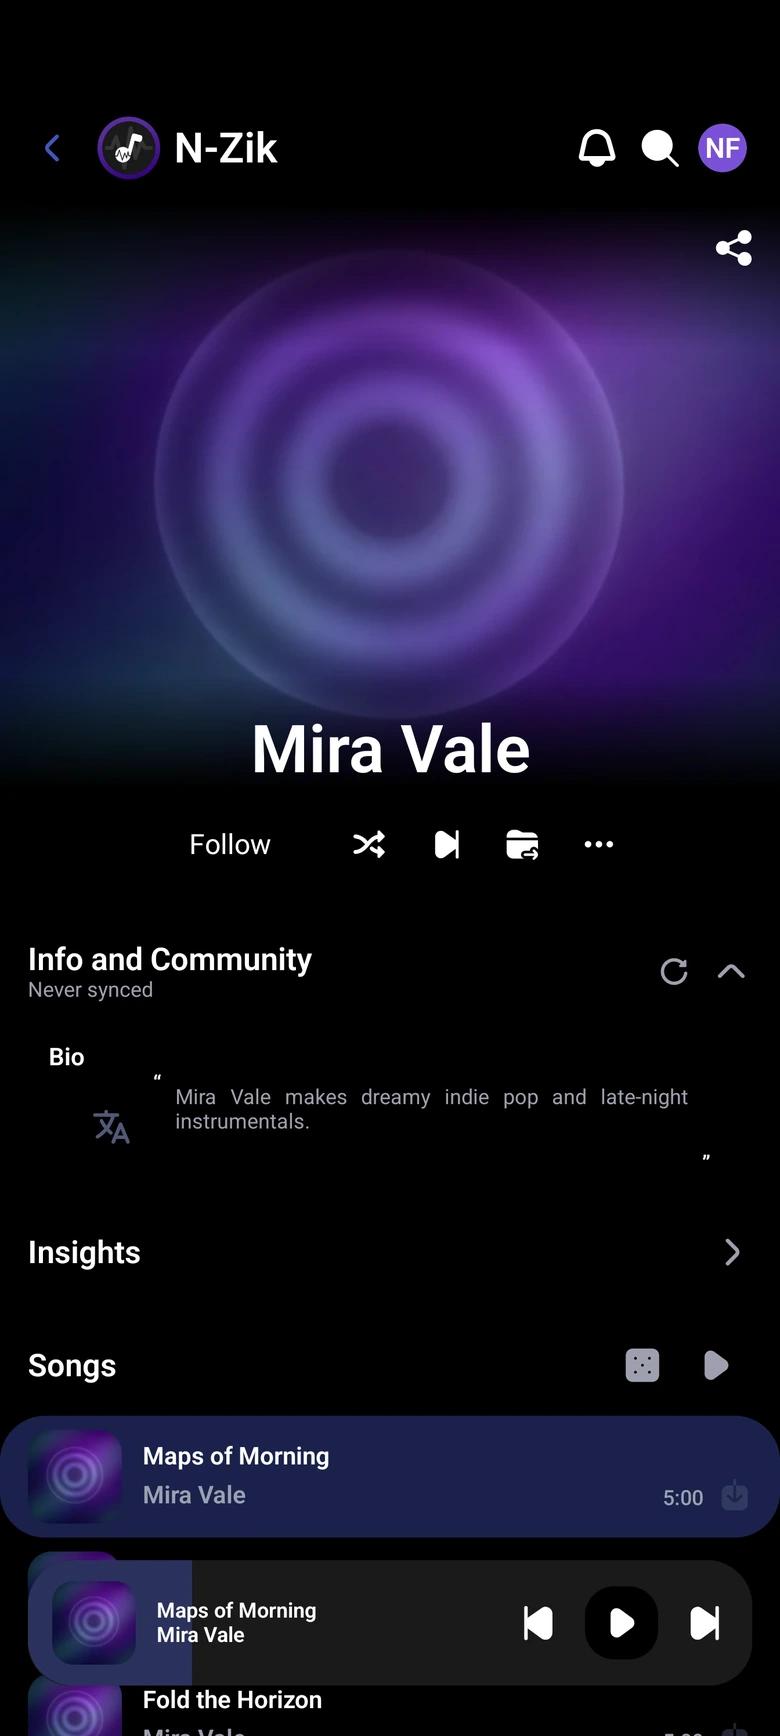 N-Zik
NF
Mira Vale
Follow
Info and Community
Never synced
Bio
“
Mira Vale makes dreamy indie pop and late-night
instrumentals.
”
Insights
Songs
Maps of Morning
Mira Vale
5:00
Maps of Morning
Mira Vale
Fold the Horizon
Mira Vale